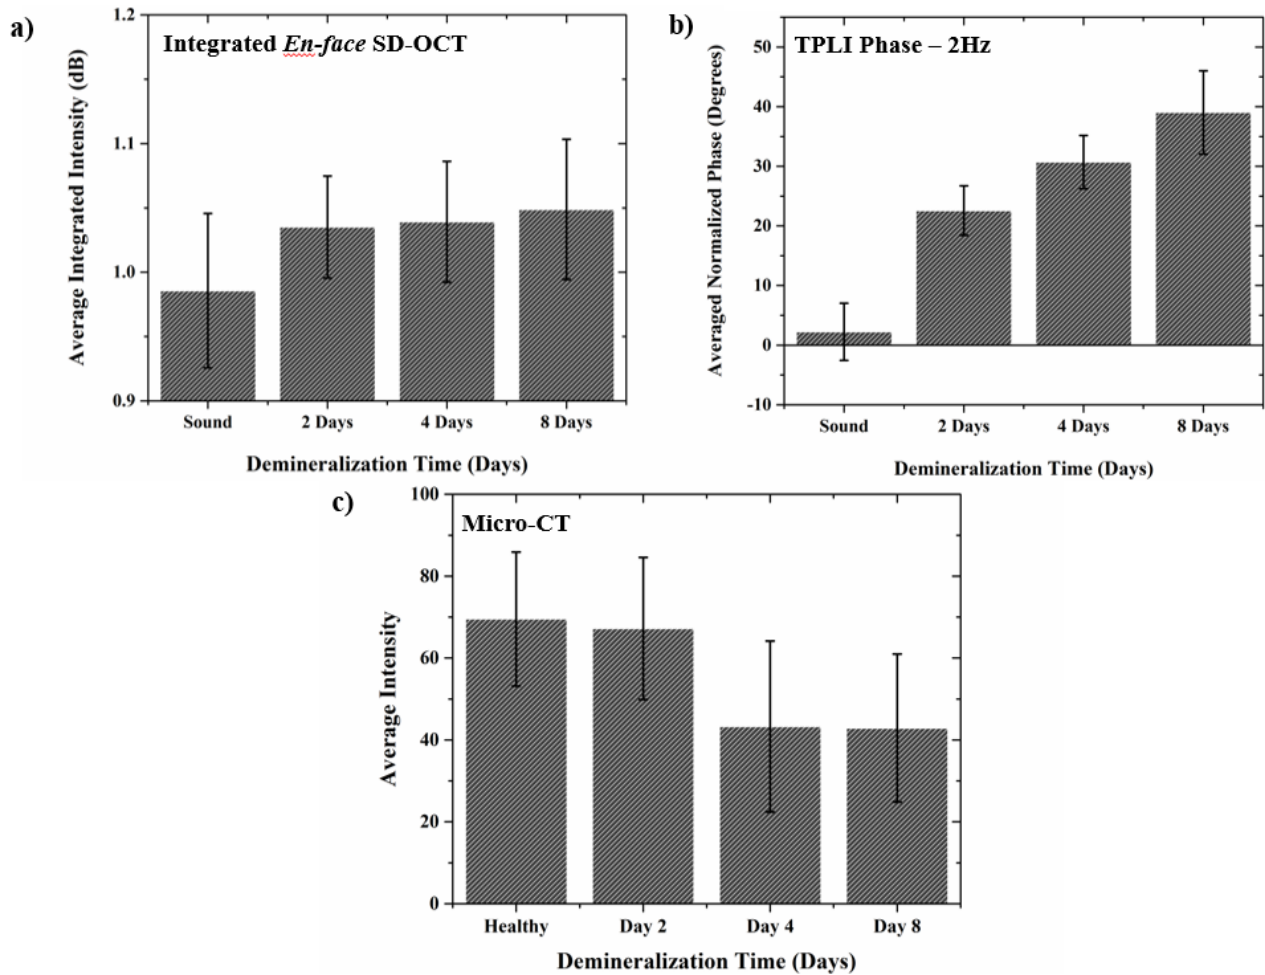 a)
Integrated En-face SD-OCT
Average Integrated Intensity (dB)
1.2
1.1
1.0
0.9
Sound 2 Days 4 Days 8 Days
Demineralization Time (Days)
b)
TPLI Phase – 2Hz
Averaged Normalized Phase (Degrees)
50
40
30
20
10
0
-10
Sound 2 Days 4 Days 8 Days
Demineralization Time (Days)
c)
Micro-CT
Average Intensity
100
80
60
40
20
0
Healthy Day 2 Day 4 Day 8
Demineralization Time (Days)